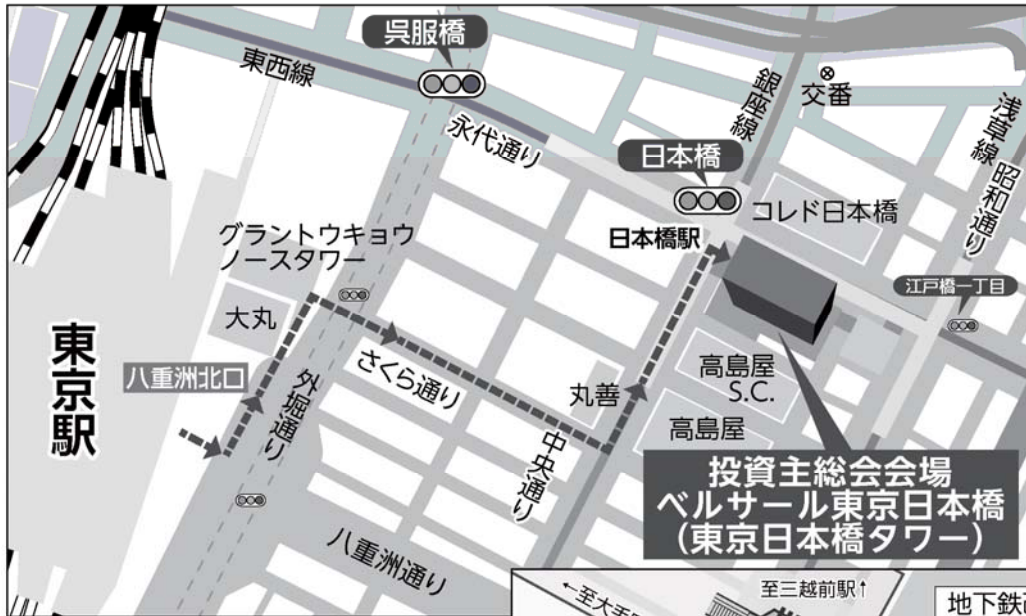 呉服橋
東西線
永代通り
銀座線
交番
浅草線
昭和通り
日本橋
コレド日本橋
日本橋駅
江戸橋一丁目
グラントウキョウ
ノースタワー
大丸
東京駅
八重洲北口
外堀通り
さくら通り
丸善
中央通り
高島屋
S.C.
高島屋
八重洲通り
投資主総会会場
ベルサール東京日本橋
(東京日本橋タワー)
←至大手
至三越前駅↑
地下鉄